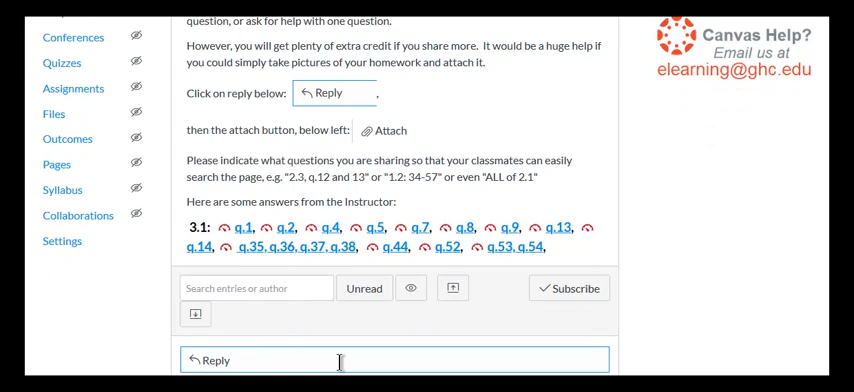 Conferences
Quizzes
Assignments
Files
Outcomes
Pages
Syllabus
Collaborations
Settings
question, or ask for help with one question.
However, you will get plenty of extra credit if you share more. It would be a huge help if
you could simply take pictures of your homework and attach it.
Click on reply below: Reply ,
then the attach button, below left: Attach
Please indicate what questions you are sharing so that your classmates can easily
search the page, e.g. "2.3, q.12 and 13" or "1.2: 34-57" or even "ALL of 2.1"
Here are some answers from the Instructor:
3.1: q.1, q.2, q.4, q.5, q.7, q.8, q.9, q.13,
q.14, q.35, q.36, q.37, q.38, q.44, q.52, q.53, q.54,
Search entries or author Unread Subscribe
Reply
Canvas Help?
Email us at
elearning@ghc.edu